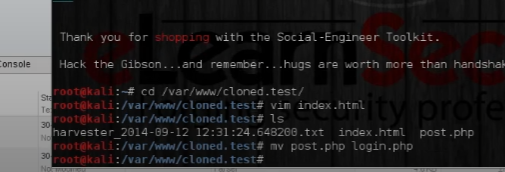 Thank you for shopping with the Social-Engineer Toolkit.
Console
Hack the Gibson...and remember...hugs are worth more than handshak
root@kali:~# cd /var/www/cloned.test/
root@kali:/var/www/cloned.test# vim index.html
root@kali:/var/www/cloned.test# ls
harvester_2014-09-12 12:31:24.648200.txt index.html post.php
root@kali:/var/www/cloned.test# mv post.php login.php
root@kali:/var/www/cloned.test#